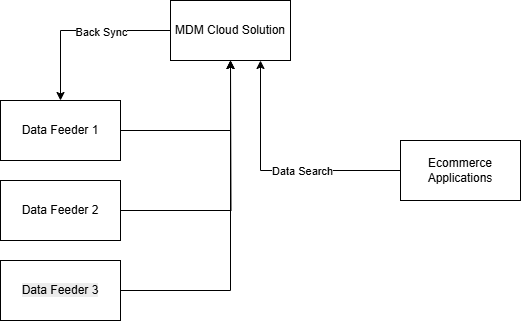 MDM Cloud Solution
Back Sync
Data Feeder 1
Data Feeder 2
Data Search
Ecommerce
Applications
Data Feeder 3